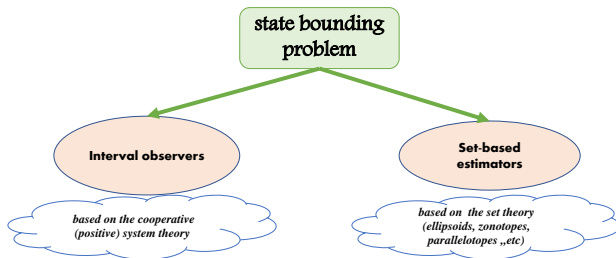 state bounding
problem
Interval observers
Set-based
estimators
based on the cooperative
(positive) system theory
based on the set theory
(ellipsoids, zonotopes,
parallelotopes ,,etc)